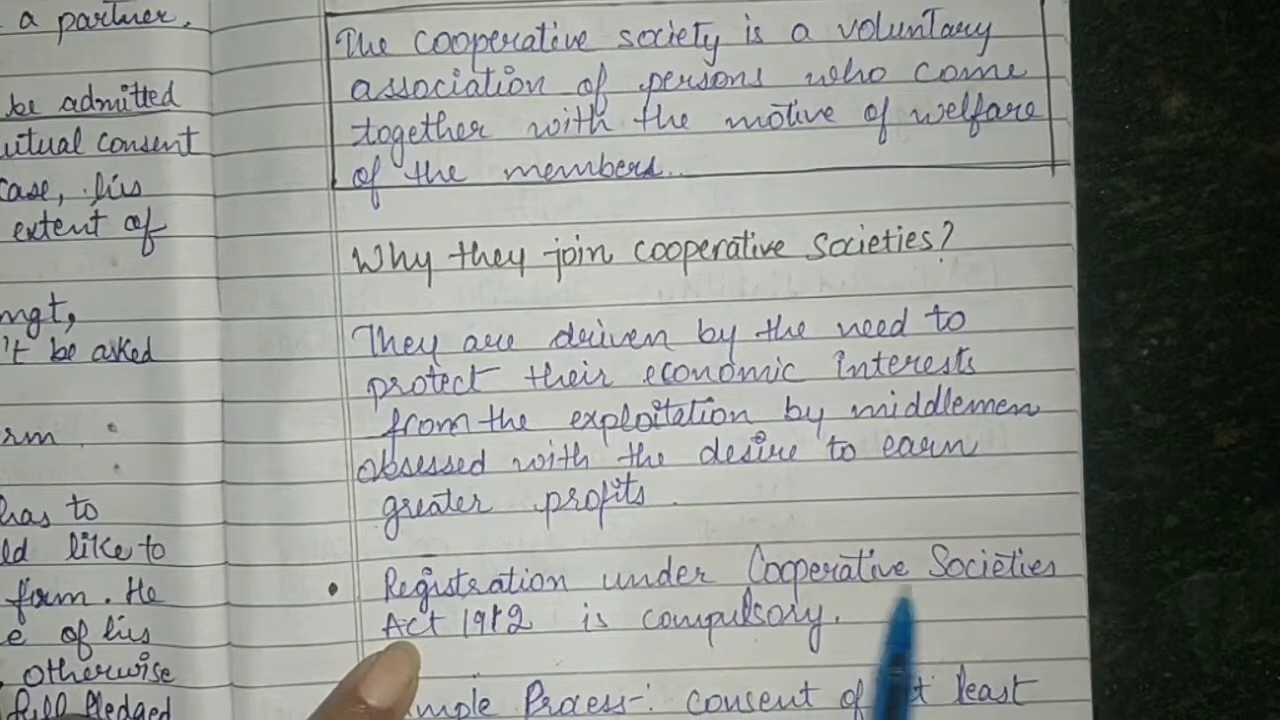 a partner.
be admitted
utual consent
case, his
extent of
mgt,
't be asked
rm.
has to
ld like to
firm. He
e of his
otherwise
full fledged
The cooperative society is a voluntary
association of persons who come
together with the motive of welfare
of the members.
Why they join cooperative societies?
They are driven by the need to
protect their economic interests
from the exploitation by middlemen
obsessed with the desire to earn
greater profits.
• Registration under Cooperative Societies
Act 1912 is compulsory.
mple Process-: consent of at least